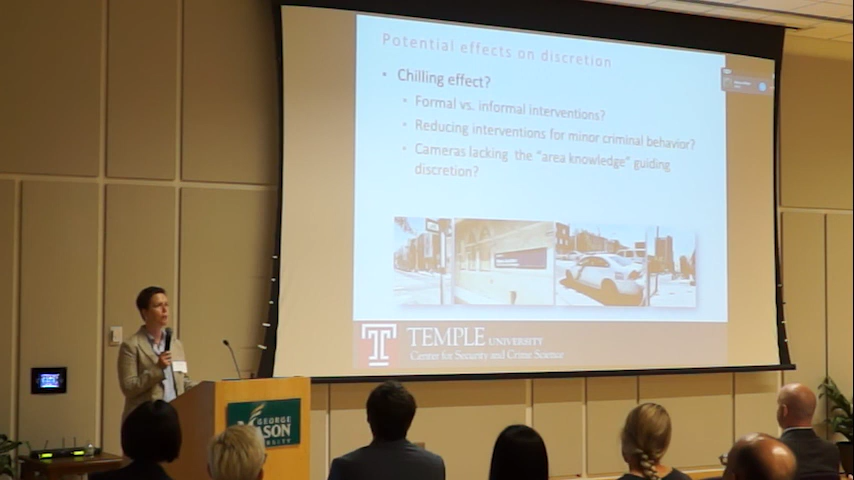 Potential effects on discretion
• Chilling effect?
• Formal vs. informal interventions?
• Reducing interventions for minor criminal behavior?
• Cameras lacking the "area knowledge" guiding
discretion?
T
TEMPLE UNIVERSITY
Center for Security and Crime Science
GEORGE
MASON
UNIVERSITY